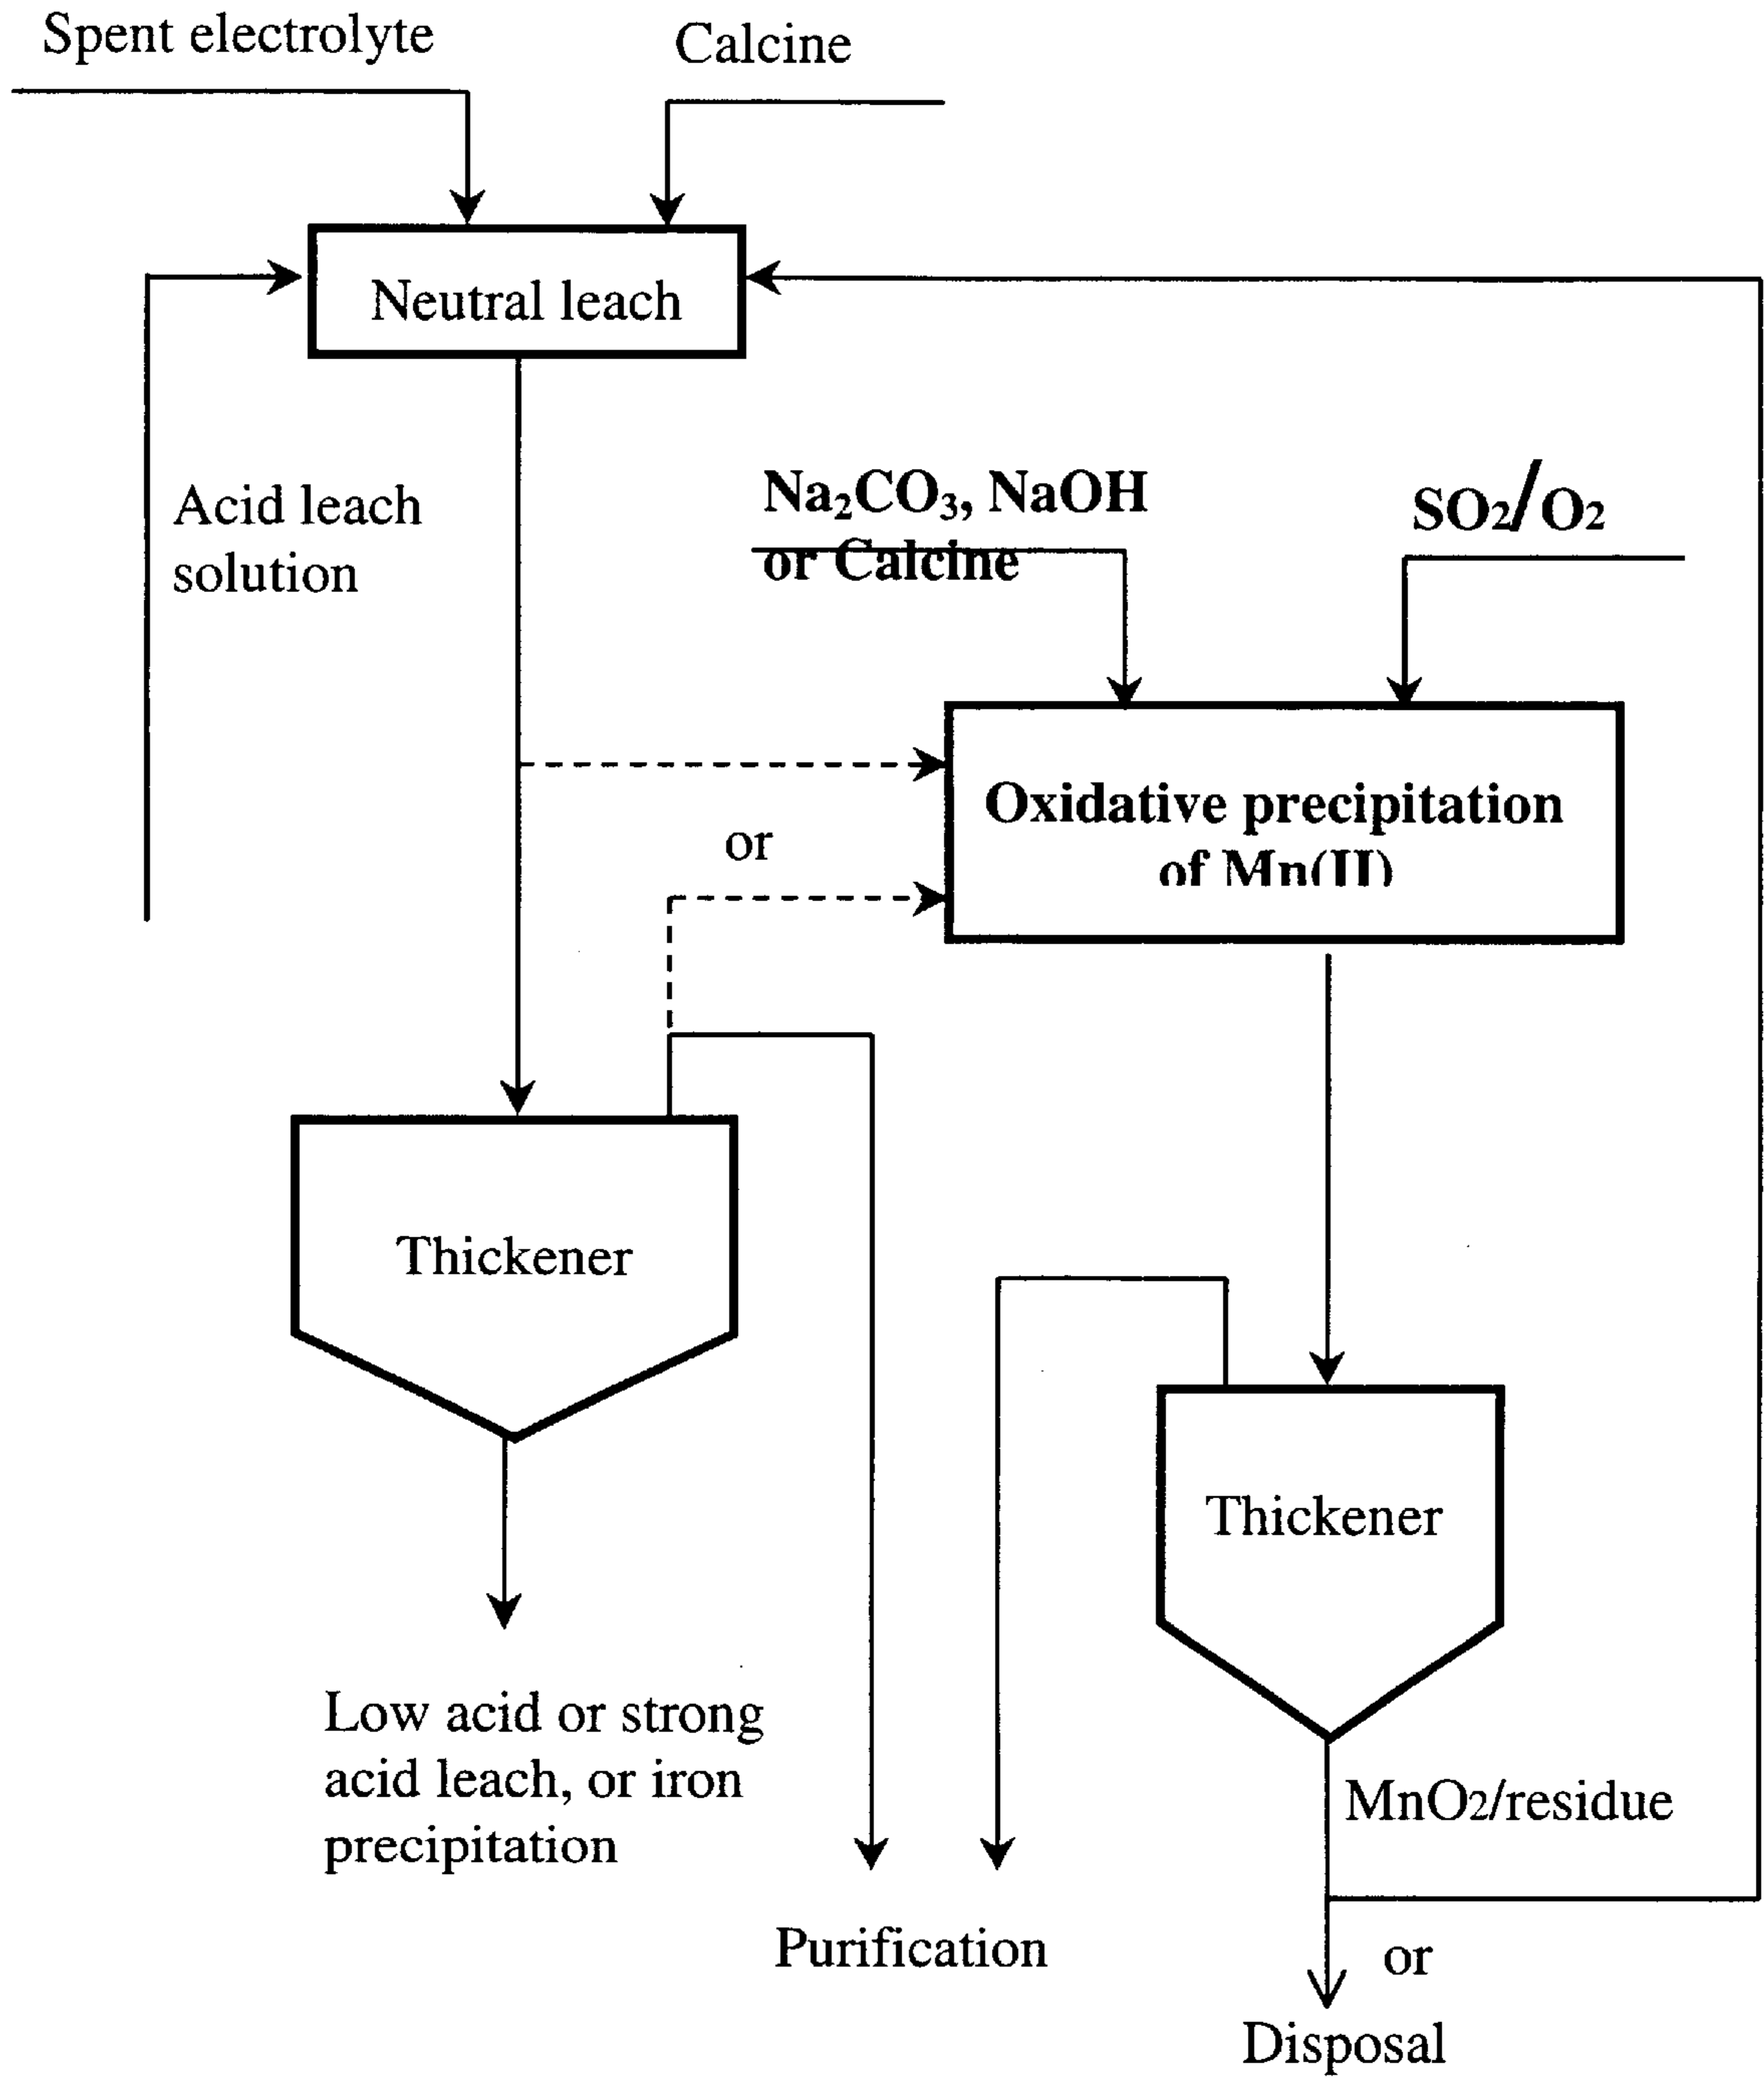 Spent electrolyte
Calcine
Neutral leach
Acid leach
solution
Na₂CO₃, NaOH
or Calcine
SO₂/O₂
Oxidative precipitation
of Mn(II)
or
Thickener
Thickener
Low acid or strong
acid leach, or iron
precipitation
MnO₂/residue
Purification
or
Disposal